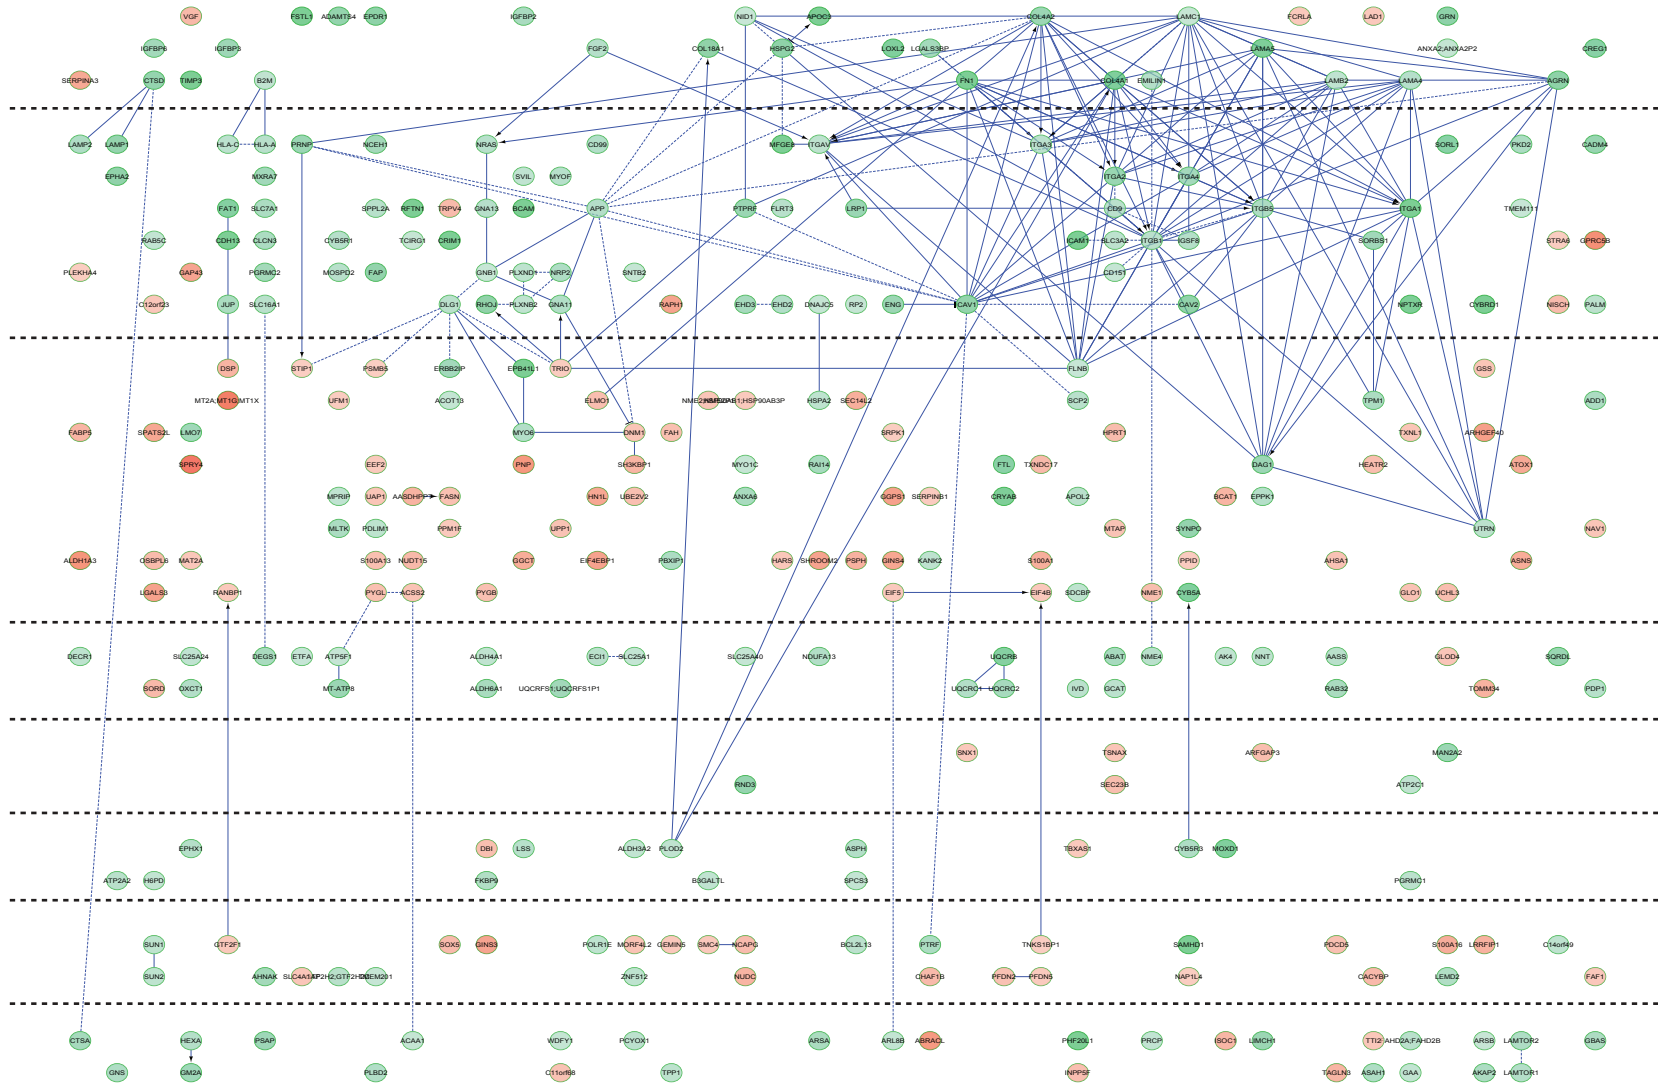 VGF FSTL1 ADAMTS4 EPDR1 IGFBP2 NID1 APOC3 COL4A2 LAMC1 FCRLA LAD1 GRN
IGFBP6 IGFBP3 FGF2 COL18A1 HSPG2 LOXL2 LGALS3BP LAMA5 ANXA2;ANXA2P2 CREG1
SERPINA3 CTSD TIMP3 B2M FN1 COL4A1 EMILIN1 LAMB2 LAMA4 AGRN
LAMP2 LAMP1 HLA-C HLA-A PRNP NCEH1 NRAS CD99 MFGE8 ITGAV ITGA3 SORL1 PKD2 CADM4
EPHA2 MXRA7 SVIL MYOF ITGA2 ITGA4
FAT1 SLC7A1 SPPL2A RFTN1 TRPV4 GNA13 BCAM APP PTPRF FLRT3 LRP1 CD9 ITGB5 ITGA1 TMEM111
RAB5C CDH13 CLCN3 CYB5R1 TCIRG1 CRIM1 ICAM1 SLC3A2 ITGB1 IGSF8 SORBS1 STRA6 GPRC5B
PLEKHA4 GAP43 PGRMC2 MOSPD2 FAP GNB1 PLXND1 NRP2 SNTB2 CD151
C12orf23 JUP SLC16A1 DLG1 RHOJ PLXNB2 GNA11 RAPH1 EHD3 EHD2 DNAJC5 RP2 ENG CAV1 CAV2 NPTXR CYBRD1 NISCH PALM
DSP STIP1 PSMB5 ERBB2IP EPB41L1 TRIO FLNB GSS
MT2A;MT1G;MT1X UFM1 ACOT13 ELMO1 HSPA2 SEC14L2 SCP2 TPM1 ADD1
FABP5 SPATS2L LMO7 MYO6 DNM1 FAH SRPK1 HPRT1 TXNL1 ARHGEF40
SPRY4 EEF2 PNP SH3KBP1 MYO1C RAI14 FTL TXNDC17 DAG1 HEATR2 ATOX1
MPRIP UAP1 FASN HN1L UBE2V2 ANXA6 GGPS1 SERPINB1 CRYAB APOL2 BCAT1 EPPK1
MLTK PDLIM1 PPM1F UPP1 MTAP SYNPO UTRN NAV1
ALDH1A3 OSBPL6 MAT2A S100A13 NUDT15 GGCT EIF4EBP1 PBXIP1 HARS SHROOM2 PSPH GINS4 KANK2 S100A1 PPID AHSA1 ASNS
LGALS3 RANBP1 PYGL ACSS2 PYGB EIF5 EIF4B SDCBP NME1 CYB5A GLO1 UCHL3
DECR1 SLC25A24 DEGS1 ETFA ATP5F1 ALDH4A1 ECI1 SLC25A1 SLC25A40 NDUFA13 UQCRB ABAT NME4 AK4 NNT AASS GLOD4 SQRDL
SORD OXCT1 MT-ATP8 ALDH6A1 UQCRFS1;UQCRFS1P1 UQCRC1 UQCRC2 IVD GCAT RAB32 TOMM34 PDP1
SNX1 TSNAX ARFGAP3 MAN2A2
RND3 SEC23B ATP2C1
EPHX1 DBI LSS ALDH3A2 PLOD2 ASPH TBXAS1 CYB5R3 MOXD1
ATP2A2 H6PD FKBP9 B3GALTL SPCS3 PGRMC1
SUN1 GTF2F1 SOX5 GINS3 POLR1E MORF4L2 GEMIN5 SMC4 NCAPG BCL2L13 PTRF TNKS1BP1 SAMHD1 PDCD5 S100A16 LRRFIP1 C14orf49
SUN2 AHNAK ZNF512 NUDC CHAF1B PFDN2 PFDN5 NAP1L4 CACYBP LEMD2 FAF1
CTSA HEXA PSAP ACAA1 WDFY1 PCYOX1 ARSA ARL8B ABRACL PHF20L1 PRCP ISOC1 LIMCH1 TTI2 ARSB LAMTOR2 GBAS
GNS GM2A PLBD2 C11orf68 TPP1 INPP5F TAGLN3 ASAH1 GAA AKAP2 LAMTOR1